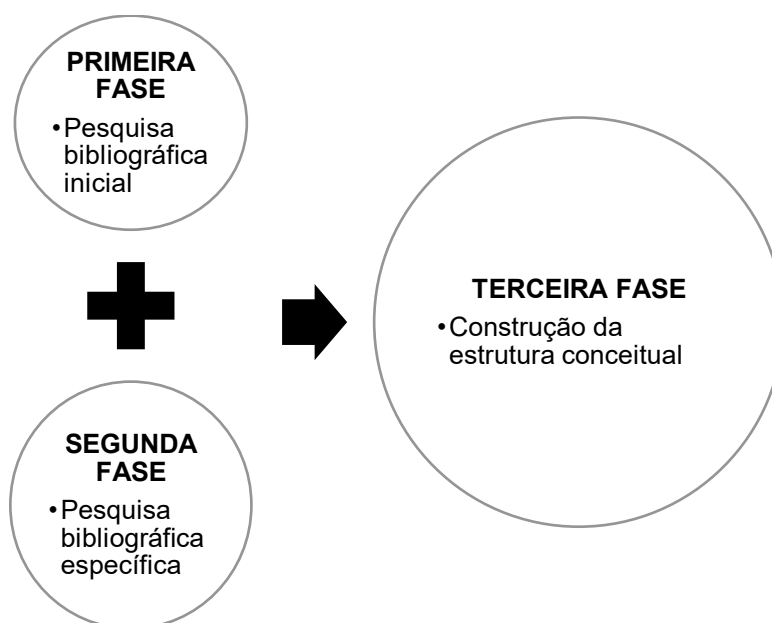 PRIMEIRA
FASE
•Pesquisa
bibliográfica
inicial
SEGUNDA
FASE
•Pesquisa
bibliográfica
específica
TERCEIRA FASE
•Construção da
estrutura conceitual